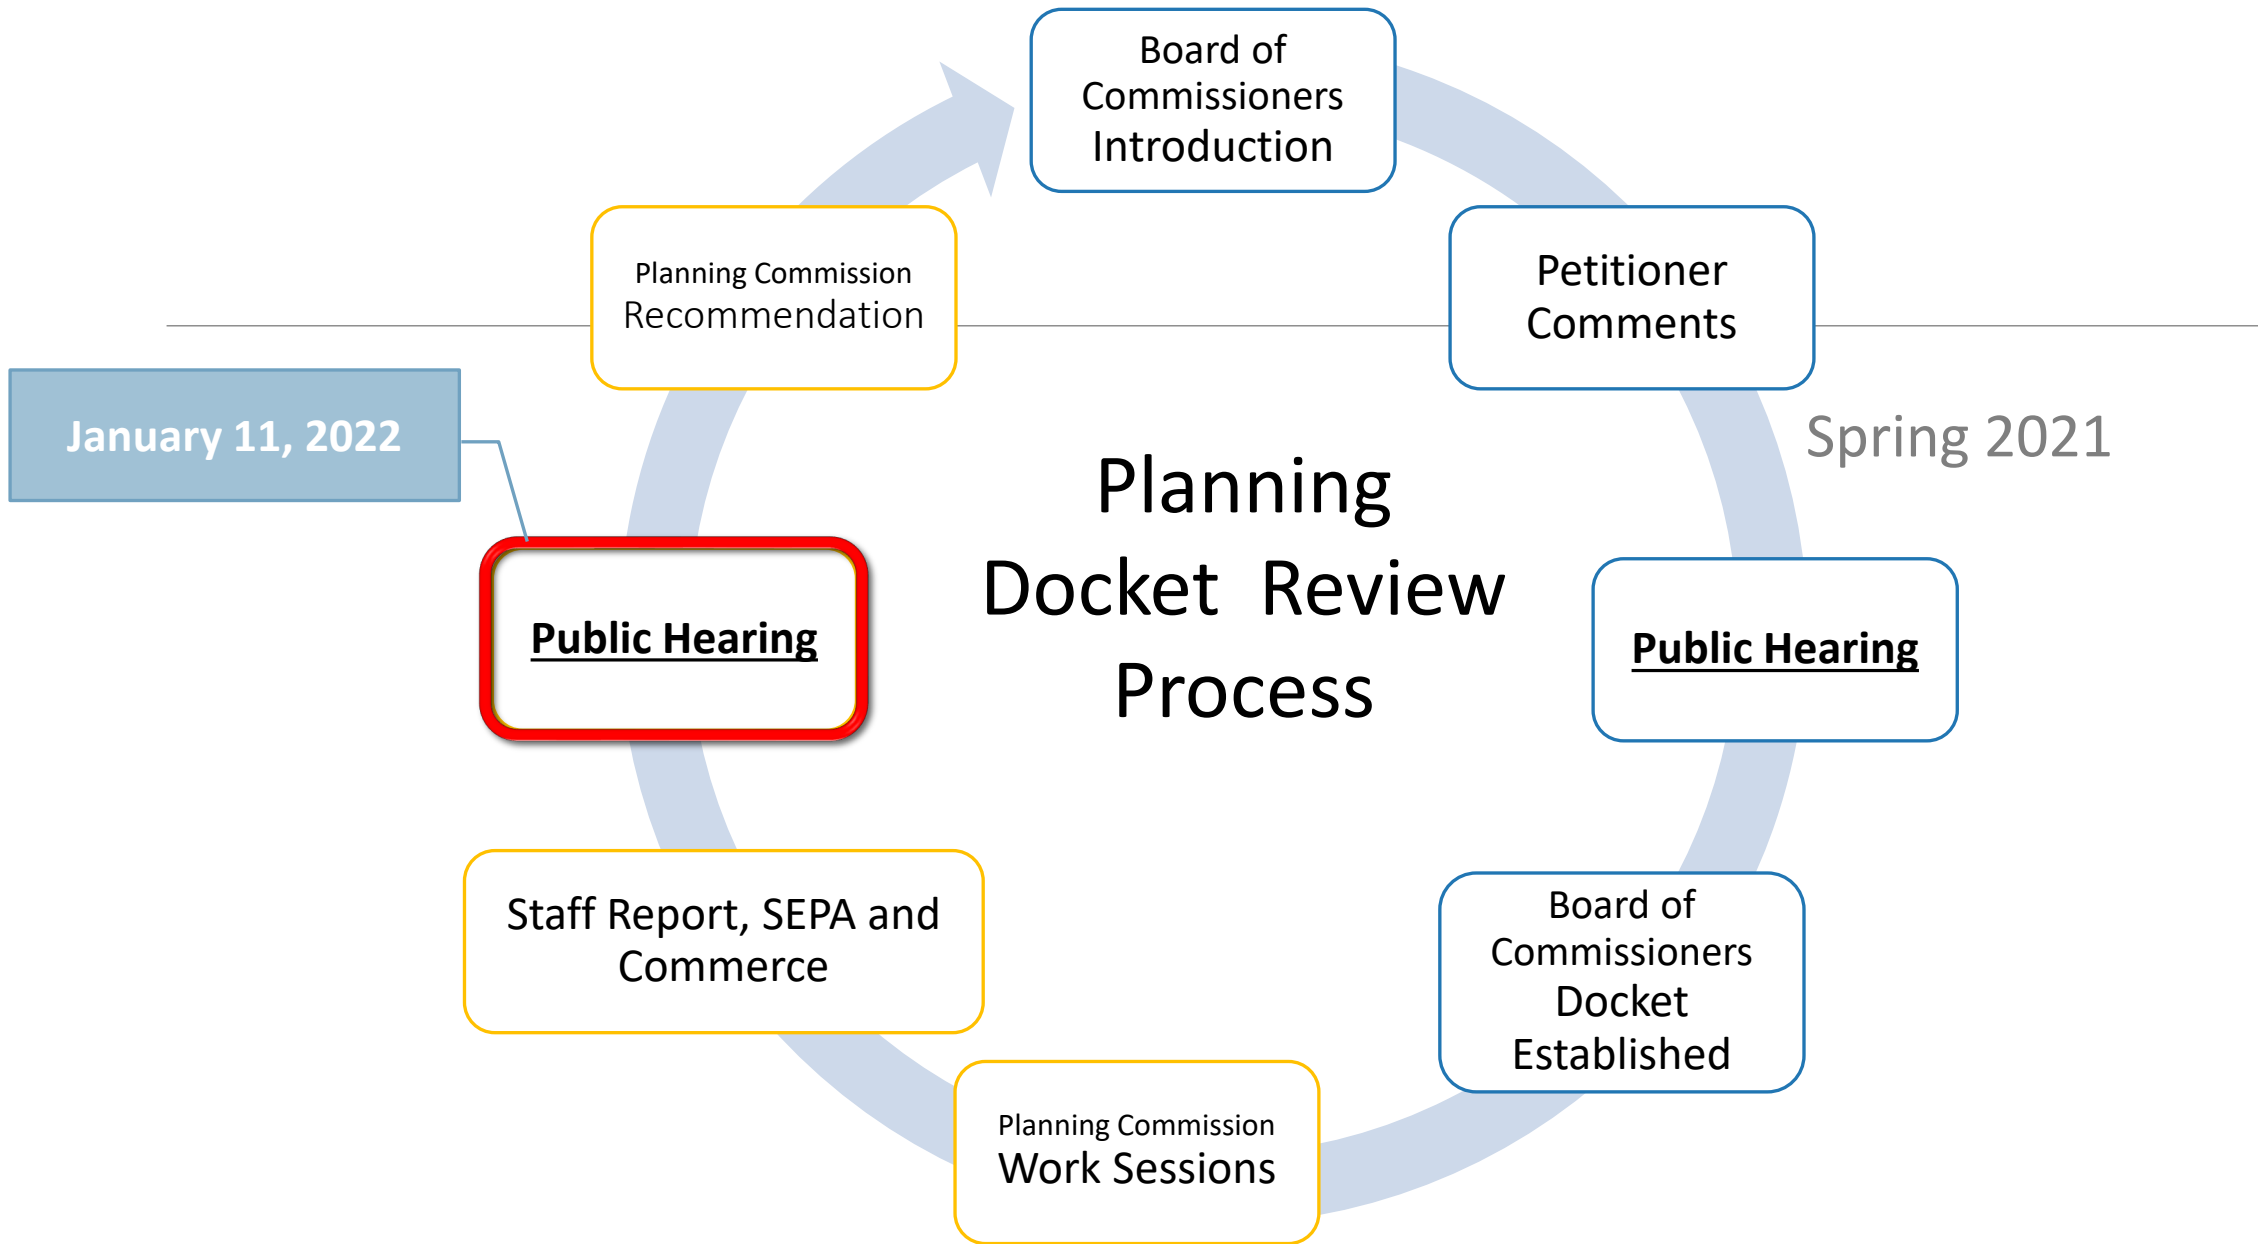 Board of
Commissioners
Introduction
Petitioner
Comments
Spring 2021
Public Hearing
Board of
Commissioners
Docket
Established
Planning Commission
Work Sessions
Staff Report, SEPA and
Commerce
Public Hearing
January 11, 2022
Planning Commission
Recommendation
Planning
Docket Review
Process